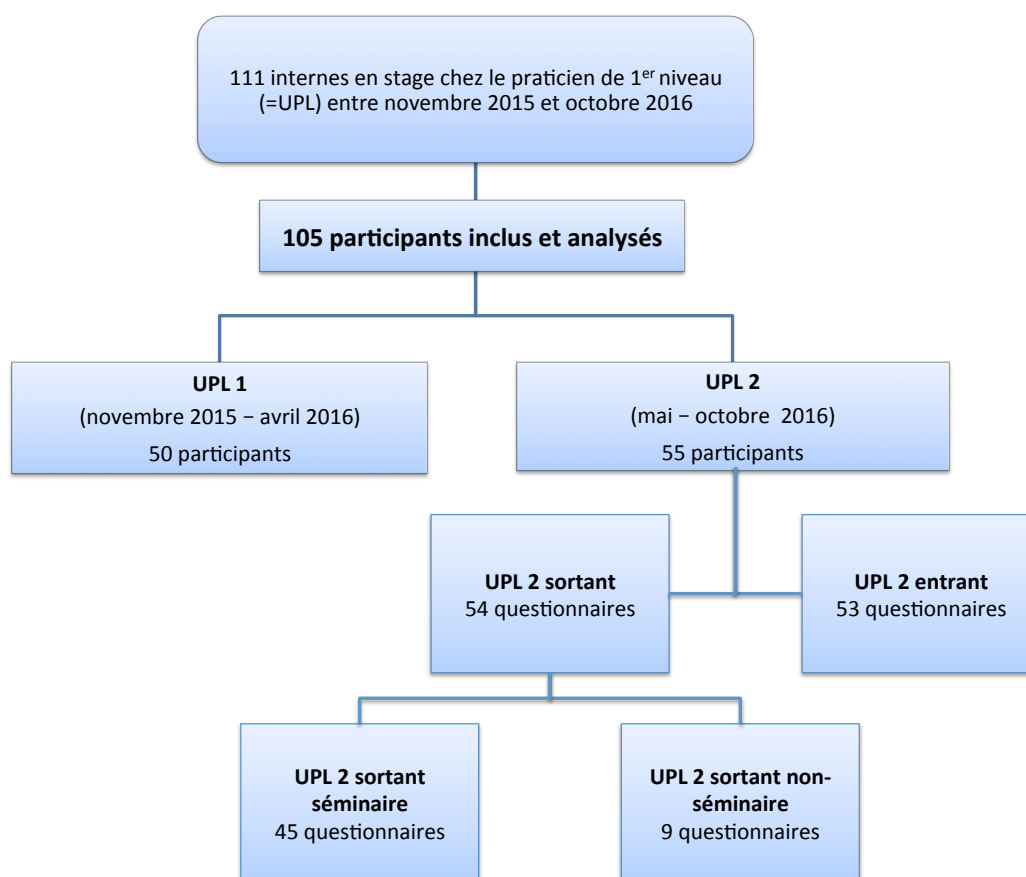 111 internes en stage chez le praticien de 1er niveau
(=UPL) entre novembre 2015 et octobre 2016
105 participants inclus et analysés
UPL 1
(novembre 2015 – avril 2016)
50 participants
UPL 2
(mai – octobre 2016)
55 participants
UPL 2 sortant
54 questionnaires
UPL 2 entrant
53 questionnaires
UPL 2 sortant
séminaire
45 questionnaires
UPL 2 sortant non-
séminaire
9 questionnaires